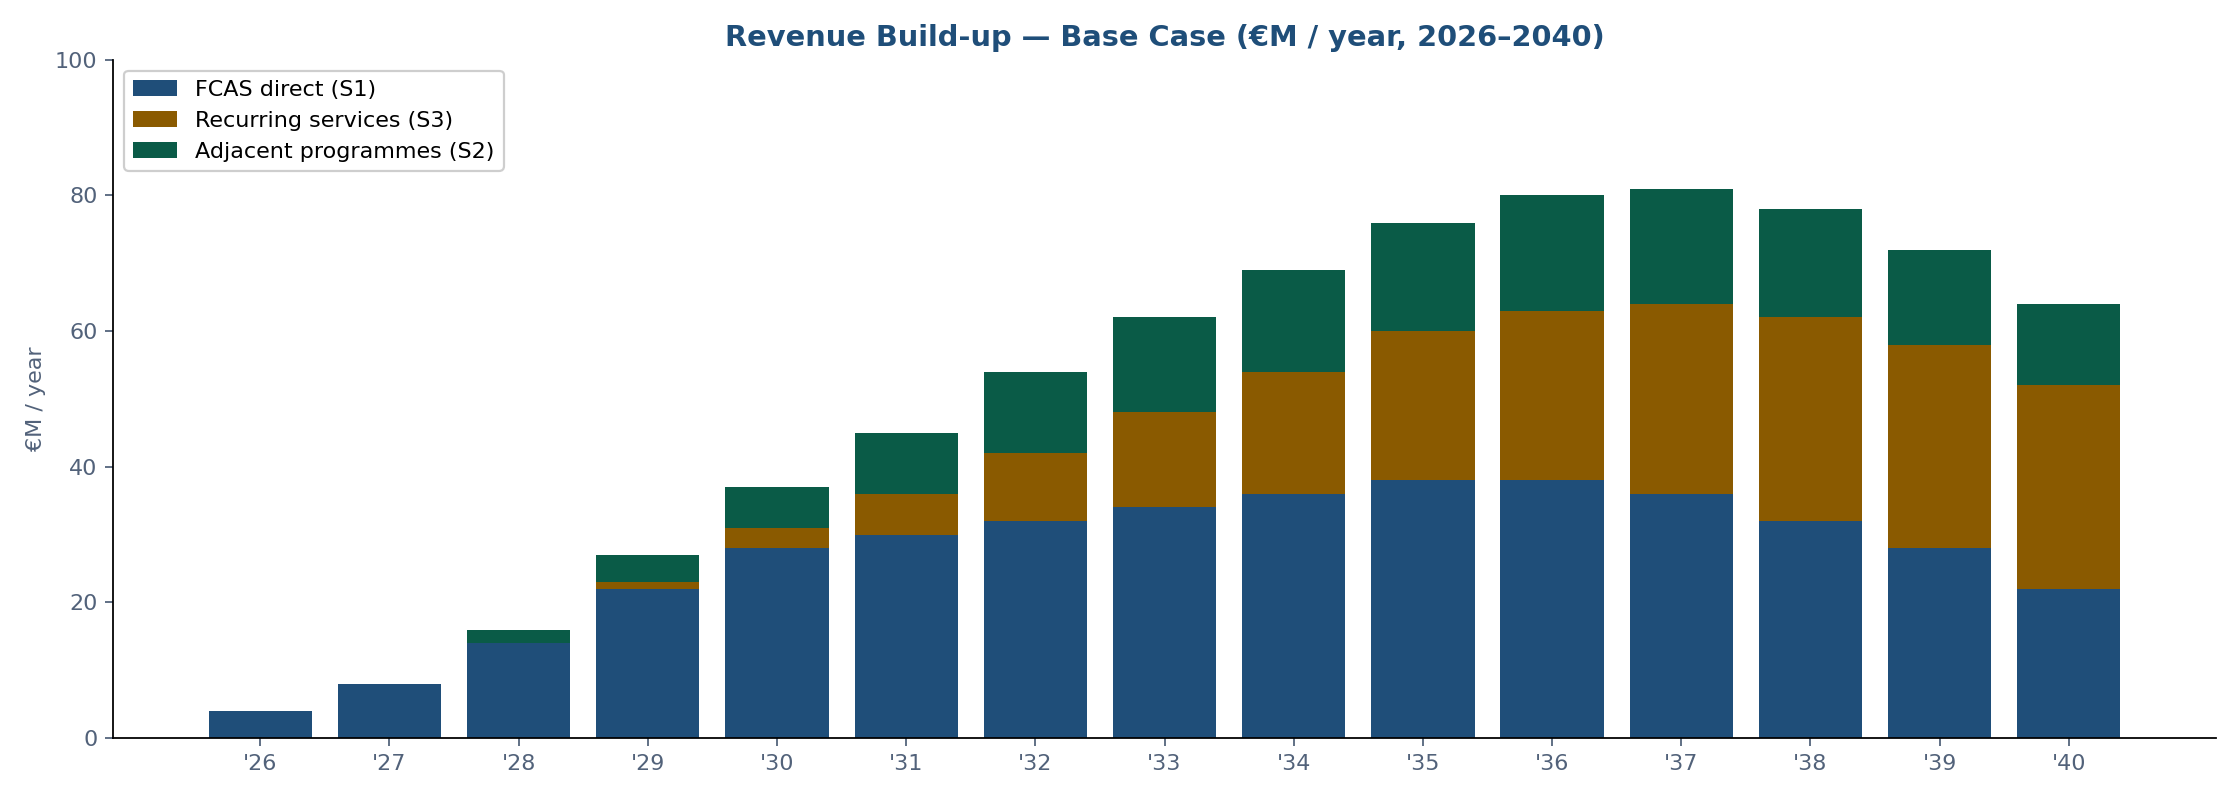 Revenue Build-up — Base Case (€M / year, 2026–2040)
FCAS direct (S1)
Recurring services (S3)
Adjacent programmes (S2)
€M / year
100
80
60
40
20
0
'26 '27 '28 '29 '30 '31 '32 '33 '34 '35 '36 '37 '38 '39 '40